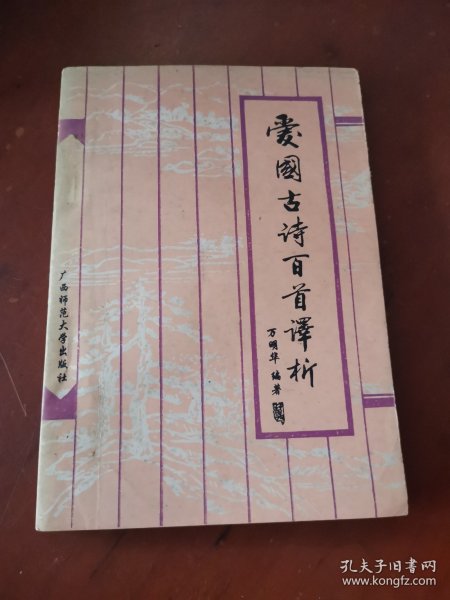 爱國古诗百首譯析
万明华 编著
广西师范大学出版社
孔夫子旧书网
www.kongfz.com